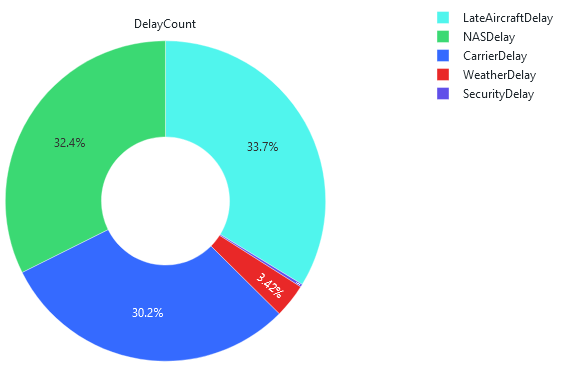 DelayCount
LateAircraftDelay
NASDelay
CarrierDelay
WeatherDelay
SecurityDelay
32.4%
33.7%
3.42%
30.2%